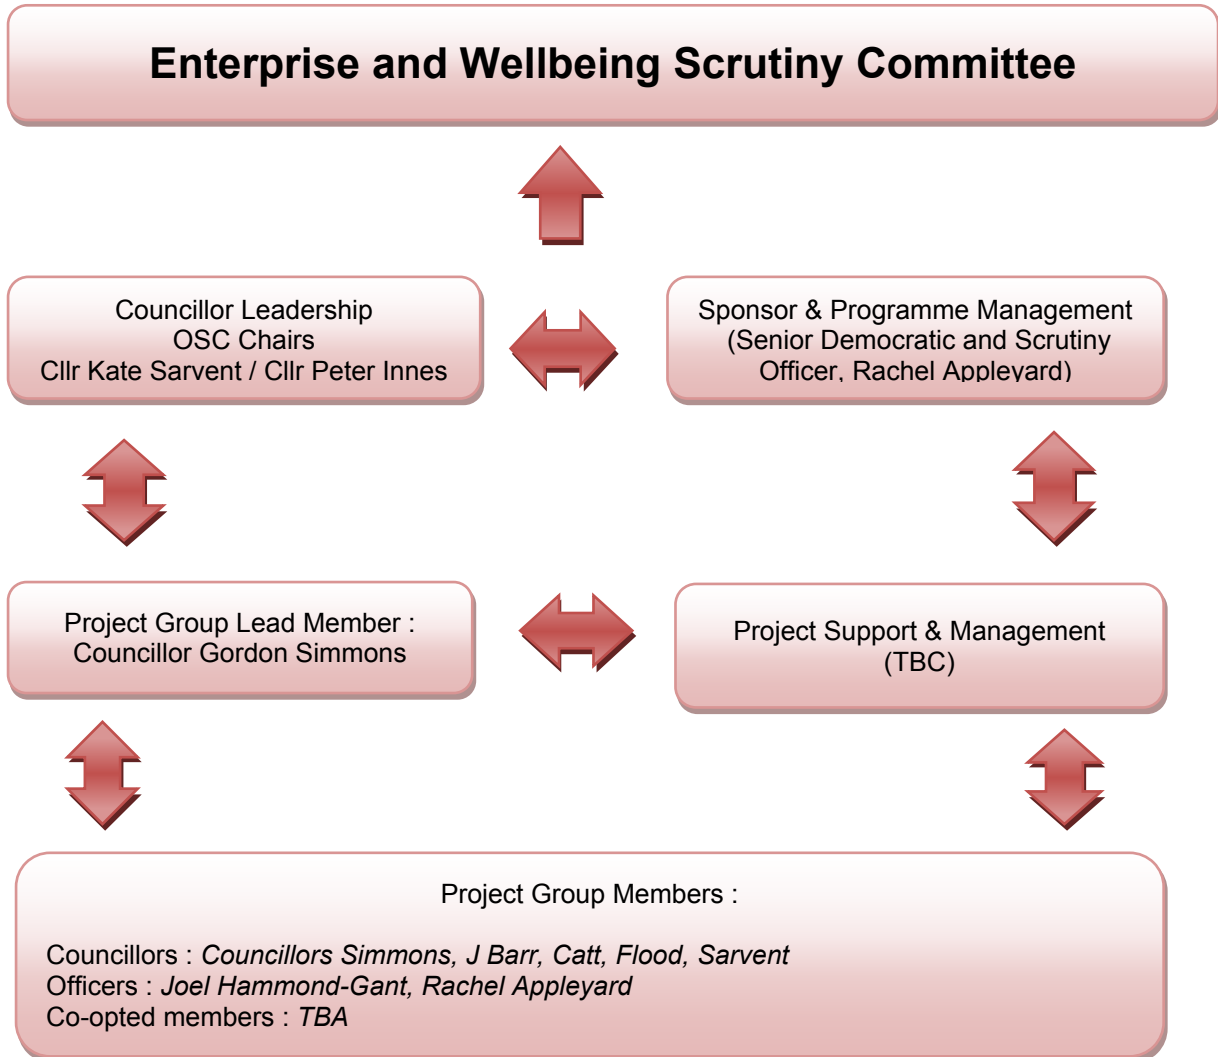 Enterprise and Wellbeing Scrutiny Committee
Councillor Leadership
OSC Chairs
Cllr Kate Sarvent / Cllr Peter Innes
Sponsor & Programme Management
(Senior Democratic and Scrutiny
Officer, Rachel Appleyard)
Project Group Lead Member :
Councillor Gordon Simmons
Project Support & Management
(TBC)
Project Group Members :
Councillors : Councillors Simmons, J Barr, Catt, Flood, Sarvent
Officers : Joel Hammond-Gant, Rachel Appleyard
Co-opted members : TBA